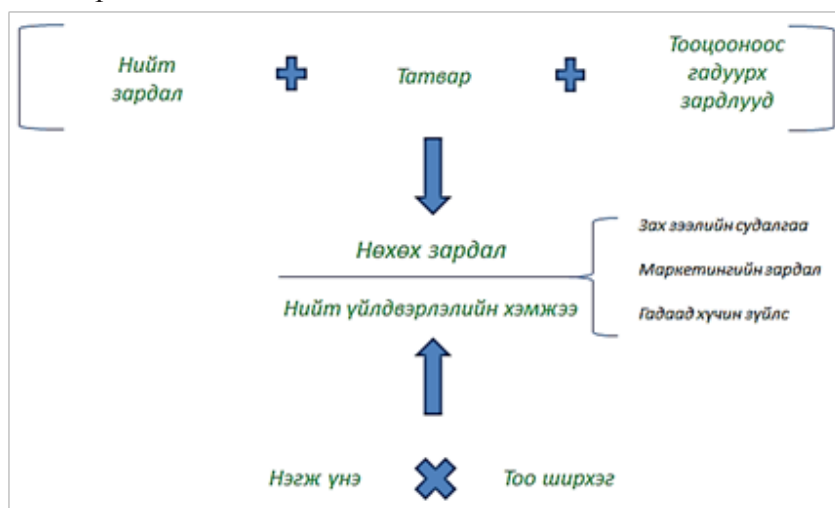 Нийт
зардал
Татвар
Тооцооноос
гадуурх
зардлууд
Нөхөх зардал
Нийт үйлдвэрлэлийн хэмжээ
Зах зээлийн судалгаа
Маркетингийн зардал
Гадаад хүчин зүйлс
Нэгж үнэ
Тоо ширхэг